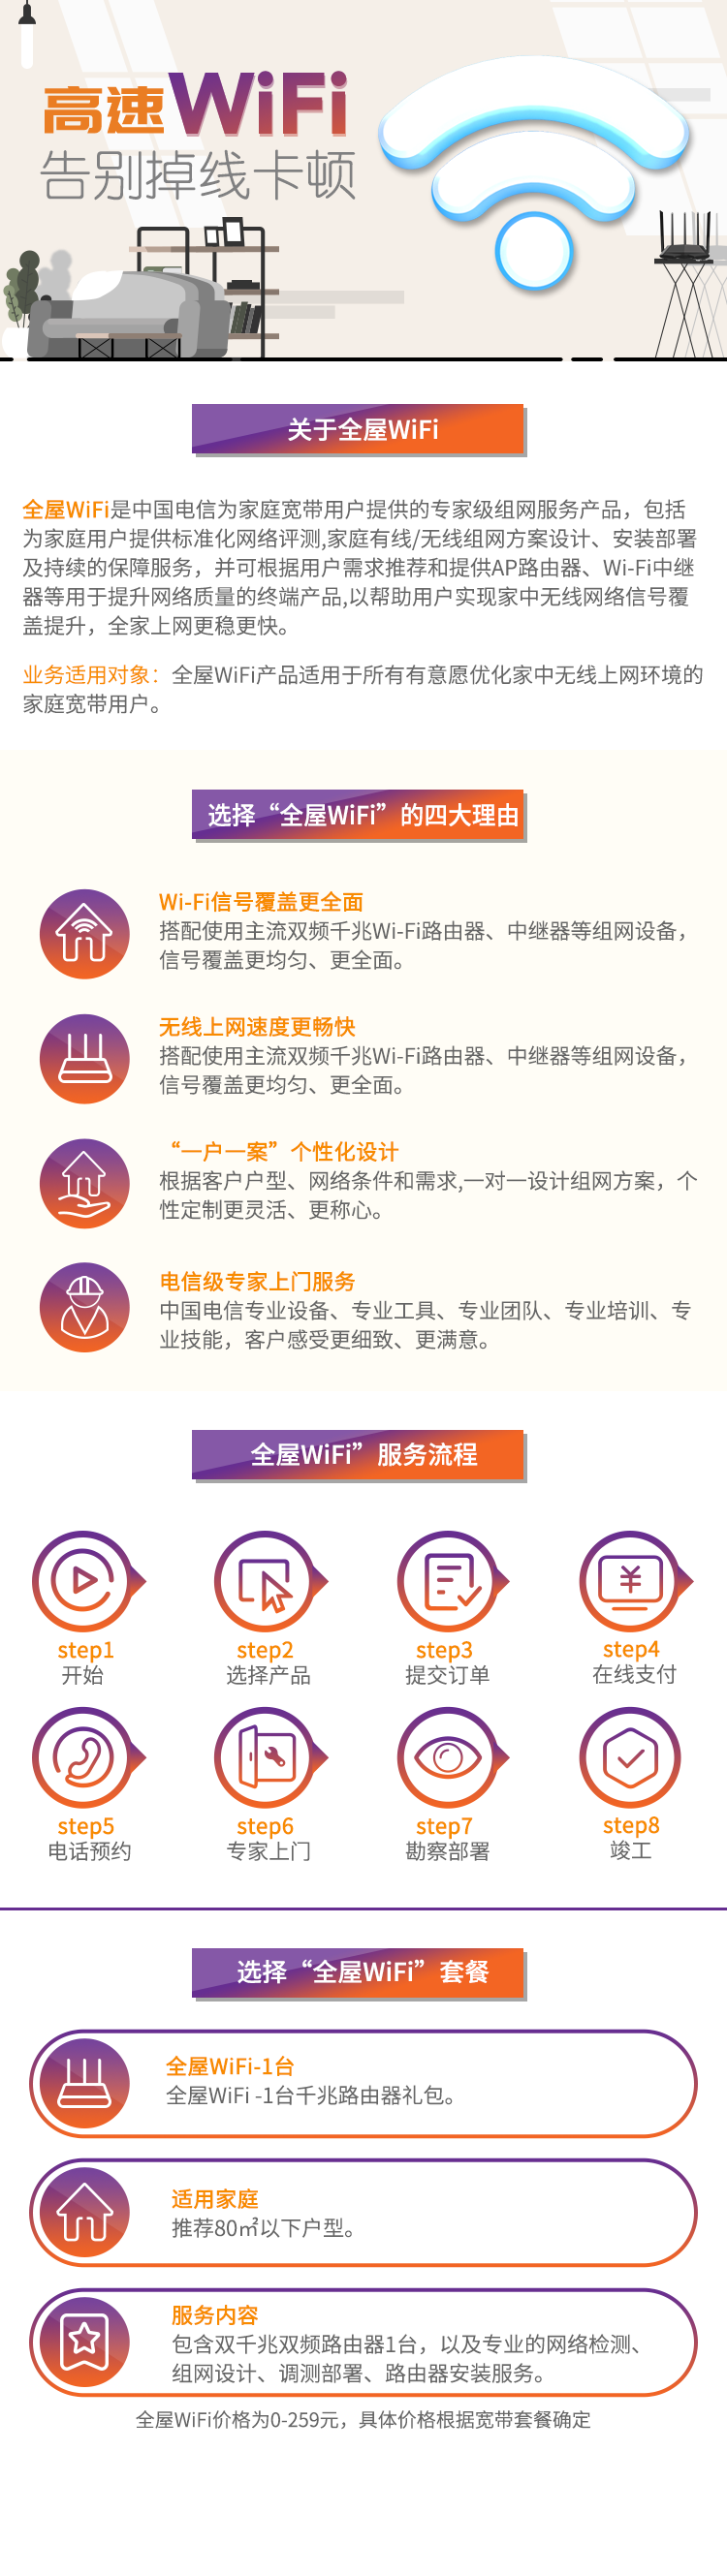 高速WiFi
告别掉线卡顿
关于全屋WiFi
全屋WiFi是中国电信为家庭宽带用户提供的专家级组网服务产品，包括
为家庭用户提供标准化网络评测,家庭有线/无线组网方案设计、安装部署
及持续的保障服务，并可根据用户需求推荐和提供AP路由器、Wi-Fi中继
器等用于提升网络质量的终端产品,以帮助用户实现家中无线网络信号覆
盖提升，全家上网更稳更快。
业务适用对象：全屋WiFi产品适用于所有有意愿优化家中无线上网环境的
家庭宽带用户。
选择“全屋WiFi”的四大理由
Wi-Fi信号覆盖更全面
搭配使用主流双频千兆Wi-Fi路由器、中继器等组网设备，
信号覆盖更均匀、更全面。
无线上网速度更畅快
搭配使用主流双频千兆Wi-Fi路由器、中继器等组网设备，
信号覆盖更均匀、更全面。
“一户一案”个性化设计
根据客户户型、网络条件和需求,一对一设计组网方案，个
性定制更灵活、更称心。
电信级专家上门服务
中国电信专业设备、专业工具、专业团队、专业培训、专
业技能，客户感受更细致、更满意。
全屋WiFi”服务流程
step1
开始
step2
选择产品
step3
提交订单
step4
在线支付
step5
电话预约
step6
专家上门
step7
勘察部署
step8
竣工
选择“全屋WiFi”套餐
全屋WiFi-1台
全屋WiFi -1台千兆路由器礼包。
适用家庭
推荐80㎡以下户型。
服务内容
包含双千兆双频路由器1台，以及专业的网络检测、
组网设计、调测部署、路由器安装服务。
全屋WiFi价格为0-259元，具体价格根据宽带套餐确定